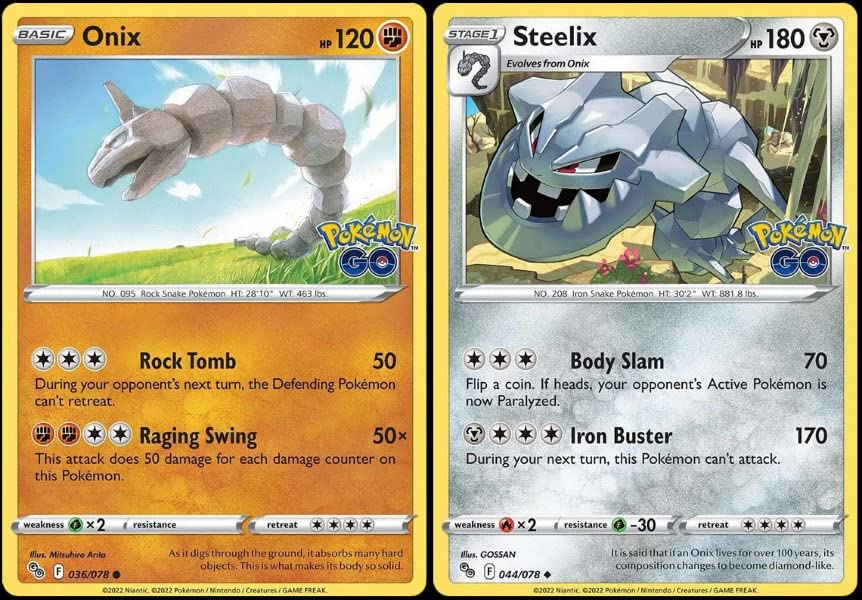 BASIC Onix HP 120
Pokémon
GO
TM
NO. 095 Rock Snake Pokémon HT: 28'10" WT: 463 lbs.
Rock Tomb 50
During your opponent's next turn, the Defending Pokémon
can't retreat.
Raging Swing 50×
This attack does 50 damage for each damage counter on
this Pokémon.
weakness ×2 resistance retreat
Illus. Mitsuhiro Arita
As it digs through the ground, it absorbs many hard
objects. This is what makes its body so solid.
F 036/078 ●
©2022 Niantic. ©2022 Pokémon / Nintendo / Creatures / GAME FREAK.
STAGE 1 Steelix HP 180
Evolves from Onix
Pokémon
GO
TM
NO. 208 Iron Snake Pokémon HT: 30'2" WT: 881.8 lbs.
Body Slam 70
Flip a coin. If heads, your opponent's Active Pokémon is
now Paralyzed.
Iron Buster 170
During your next turn, this Pokémon can't attack.
weakness ×2 resistance -30 retreat
Illus. GOSSAN
It is said that if an Onix lives for over 100 years, its
composition changes to become diamond-like.
F 044/078 ◆
©2022 Niantic. ©2022 Pokémon / Nintendo / Creatures / GAME FREAK.